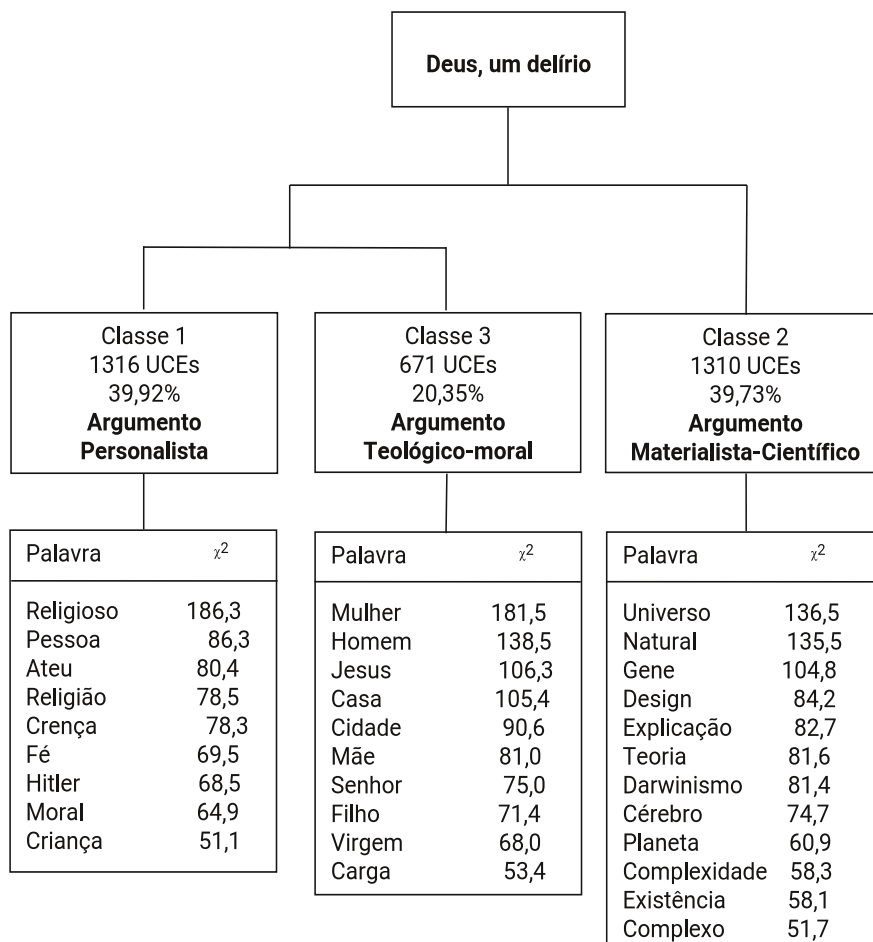 Deus, um delírio
Classe 1
1316 UCEs
39,92%
Argumento
Personalista
Classe 3
671 UCEs
20,35%
Argumento
Teológico-moral
Classe 2
1310 UCEs
39,73%
Argumento
Materialista-Científico
Palavra χ²
Religioso 186,3
Pessoa 86,3
Ateu 80,4
Religião 78,5
Crença 78,3
Fé 69,5
Hitler 68,5
Moral 64,9
Criança 51,1
Palavra χ²
Mulher 181,5
Homem 138,5
Jesus 106,3
Casa 105,4
Cidade 90,6
Mãe 81,0
Senhor 75,0
Filho 71,4
Virgem 68,0
Carga 53,4
Palavra χ²
Universo 136,5
Natural 135,5
Gene 104,8
Design 84,2
Explicação 82,7
Teoria 81,6
Darwinismo 81,4
Cérebro 74,7
Planeta 60,9
Complexidade 58,3
Existência 58,1
Complexo 51,7